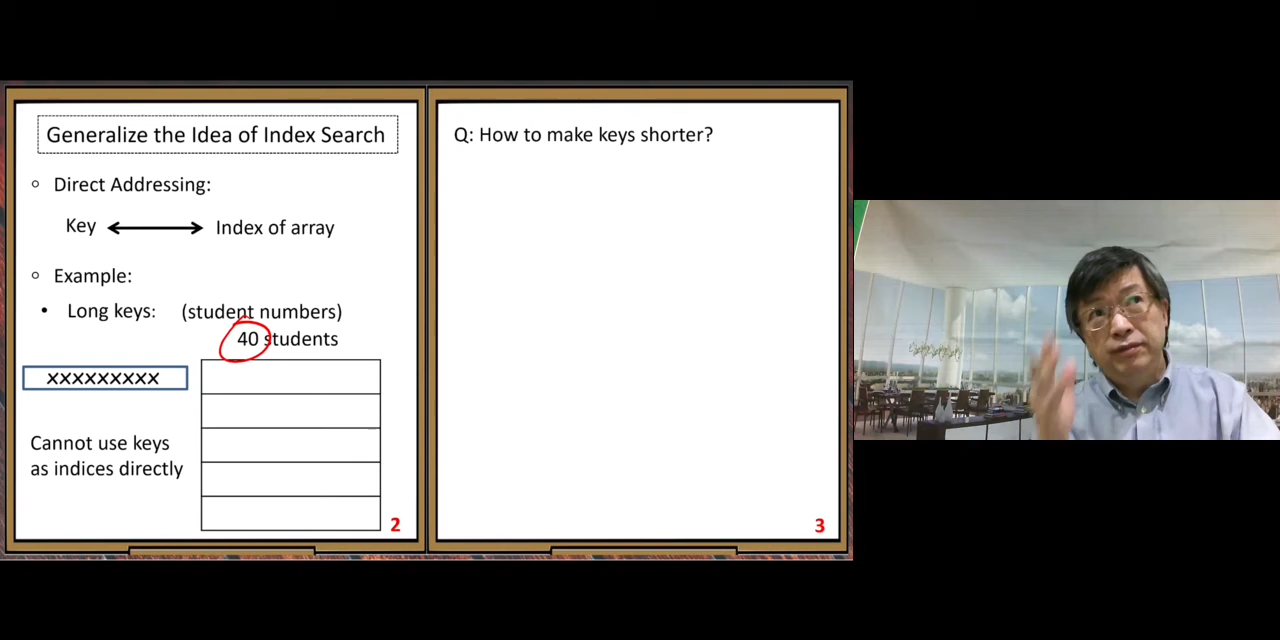 Generalize the Idea of Index Search
Direct Addressing:
Key
Index of array
Example:
Long keys: (student numbers)
40 students
xxxxxxxxx
Cannot use keys
as indices directly
2
Q: How to make keys shorter?
3